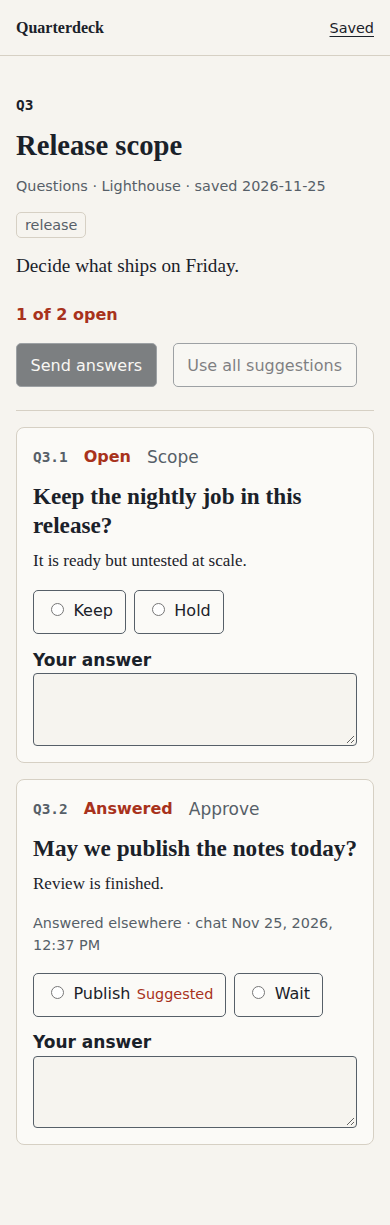 Quarterdeck
Saved
Q3
Release scope
Questions · Lighthouse · saved 2026-11-25
release
Decide what ships on Friday.
1 of 2 open
Send answers
Use all suggestions
Q3.1 Open Scope
Keep the nightly job in this
release?
It is ready but untested at scale.
Keep
Hold
Your answer
Q3.2 Answered Approve
May we publish the notes today?
Review is finished.
Answered elsewhere · chat Nov 25, 2026,
12:37 PM
Publish Suggested
Wait
Your answer